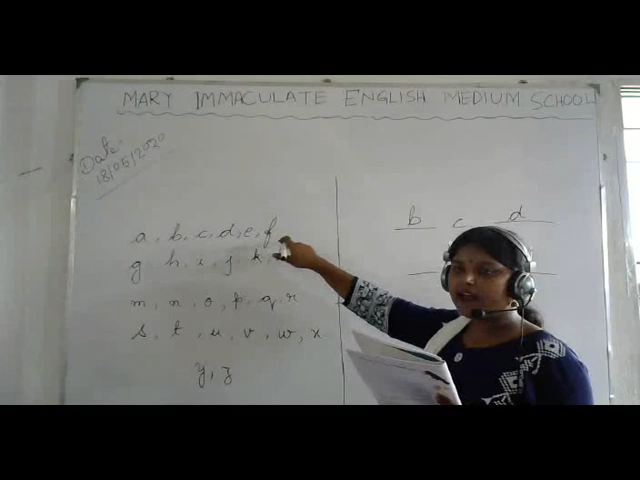 MARY IMMACULATE ENGLISH MEDIUM SCHOOL
Date:
18/05/2020
a, b, c, d, e, f
g, h, i, j, k,
m, n, o, p, q, r
s, t, u, v, w, x
y, z
b c d